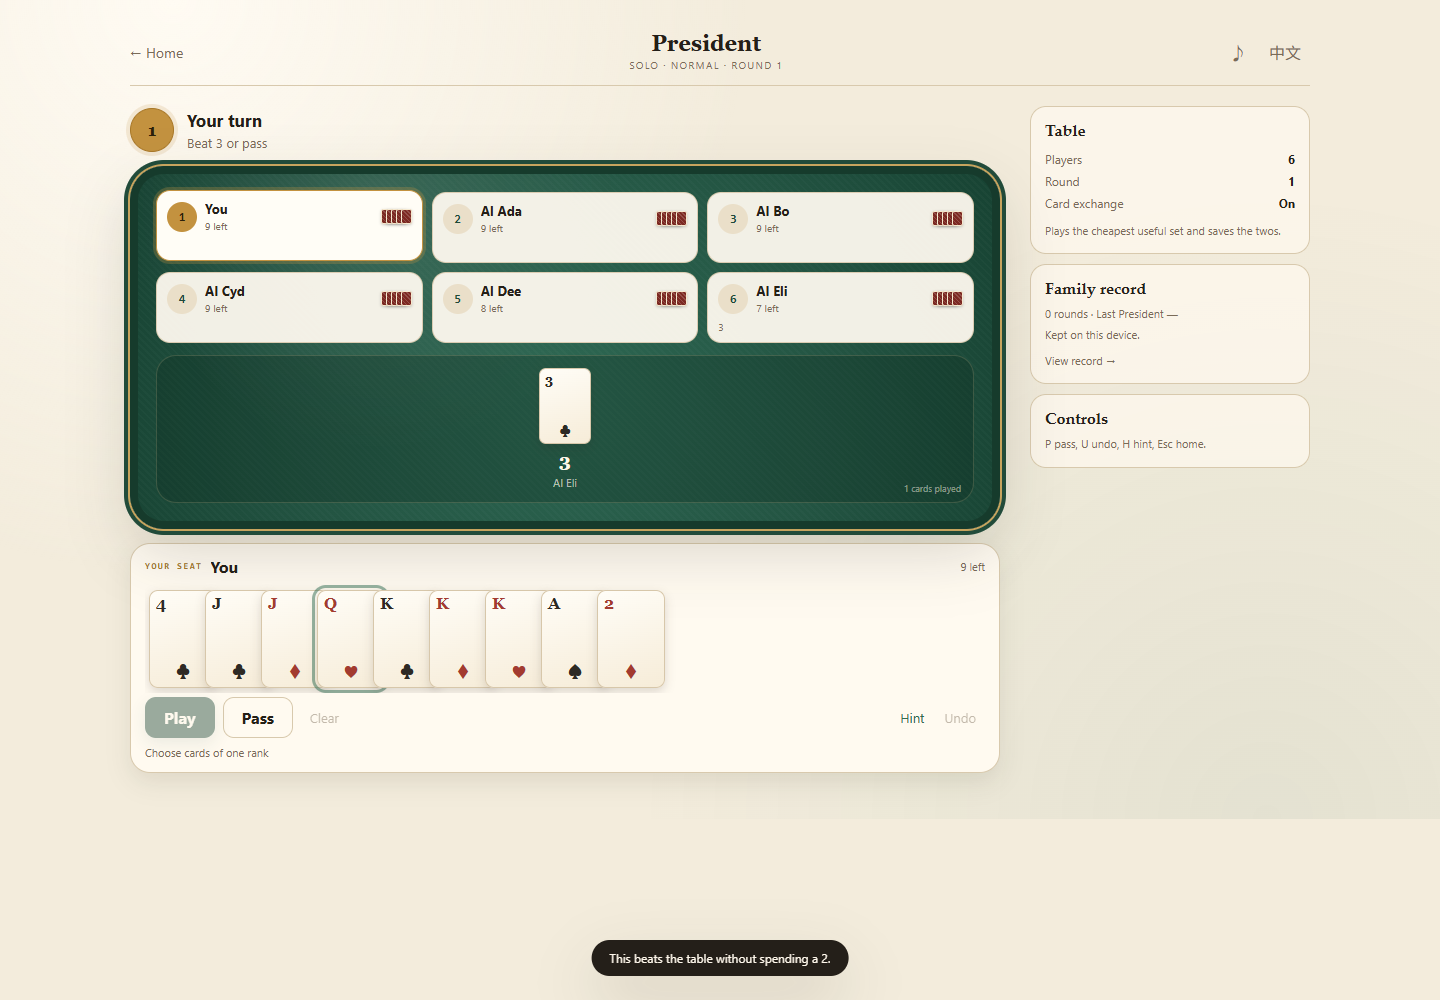 ← Home
President
SOLO · NORMAL · ROUND 1
♪ 中文
1
Your turn
Beat 3 or pass
1
You
9 left
2
AI Ada
9 left
3
AI Bo
9 left
4
AI Cyd
9 left
5
AI Dee
8 left
6
AI Eli
7 left
3
3
♣
3
AI Eli
1 cards played
YOUR SEAT You
9 left
4 J J Q K K K A 2
♣ ♣ ♦ ♥ ♣ ♦ ♥ ♠ ♦
Play
Pass
Clear
Hint
Undo
Choose cards of one rank
Table
Players 6
Round 1
Card exchange On
Plays the cheapest useful set and saves the twos.
Family record
0 rounds · Last President —
Kept on this device.
View record →
Controls
P pass, U undo, H hint, Esc home.
This beats the table without spending a 2.